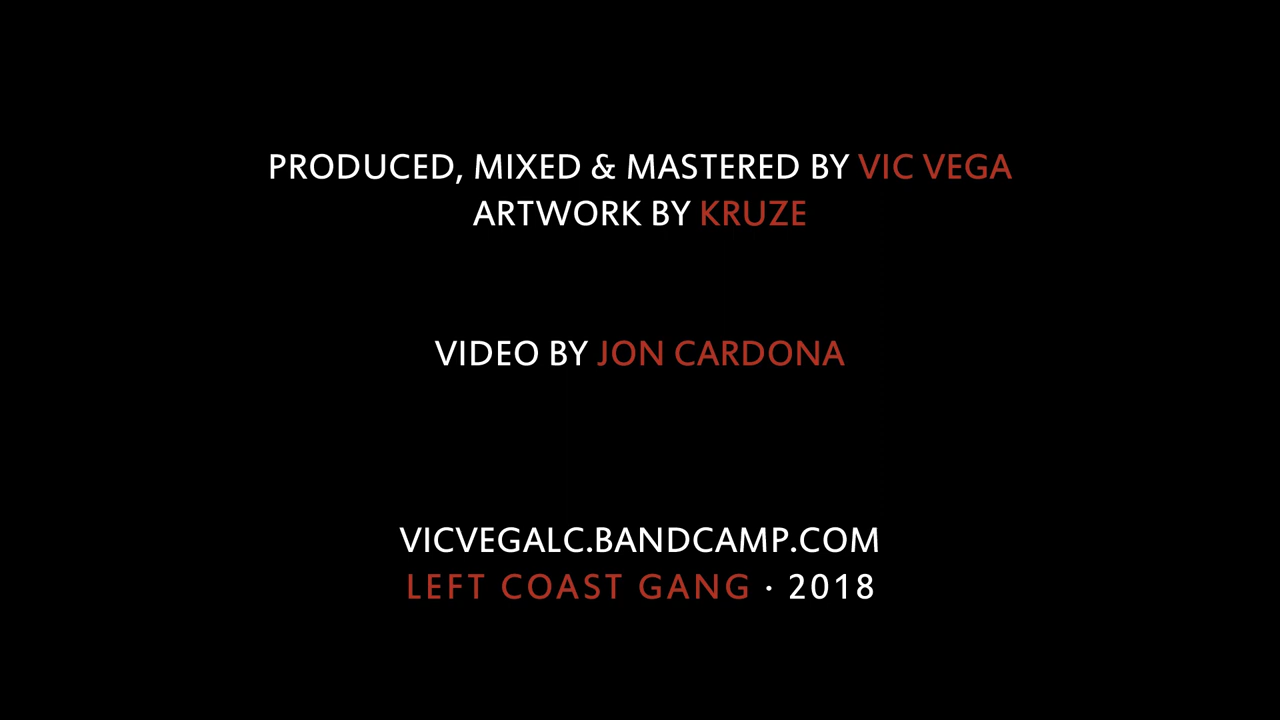 PRODUCED, MIXED & MASTERED BY VIC VEGA
ARTWORK BY KRUZE
VIDEO BY JON CARDONA
VICVEGALC.BANDCAMP.COM
LEFT COAST GANG · 2018